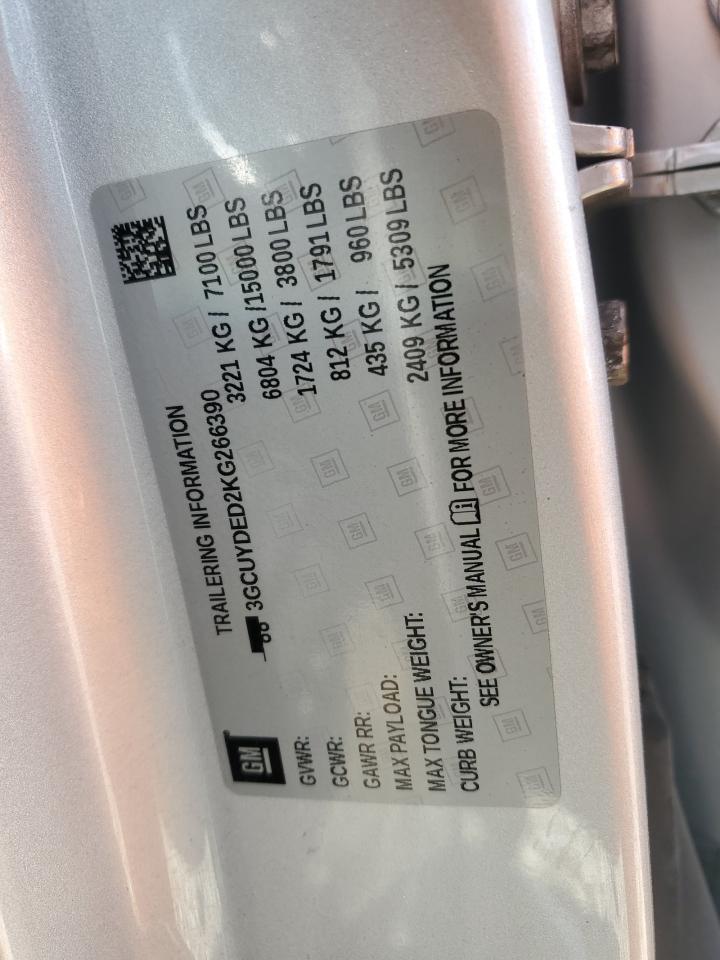 GM
TRAILERING INFORMATION
3GCUYDED2KG266390
GVWR: 3221 KG / 7100 LBS
GCWR: 6804 KG / 15000 LBS
GAWR RR: 1724 KG / 3800 LBS
MAX PAYLOAD: 812 KG / 1791 LBS
MAX TONGUE WEIGHT: 435 KG / 960 LBS
CURB WEIGHT: 2409 KG / 5309 LBS
SEE OWNER'S MANUAL FOR MORE INFORMATION